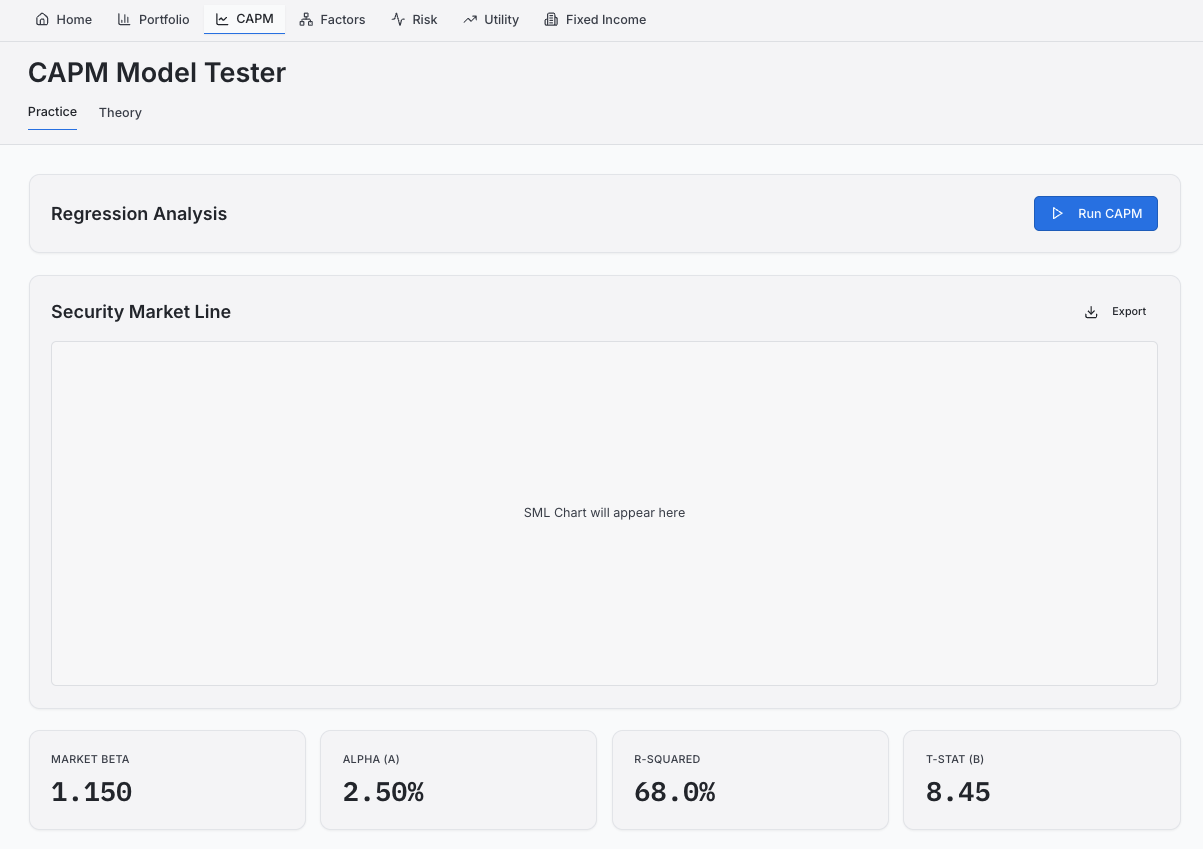 Home Portfolio CAPM Factors Risk Utility Fixed Income
CAPM Model Tester
Practice Theory
Regression Analysis
Run CAPM
Security Market Line
Export
SML Chart will appear here
MARKET BETA
1.150
ALPHA (A)
2.50%
R-SQUARED
68.0%
T-STAT (B)
8.45